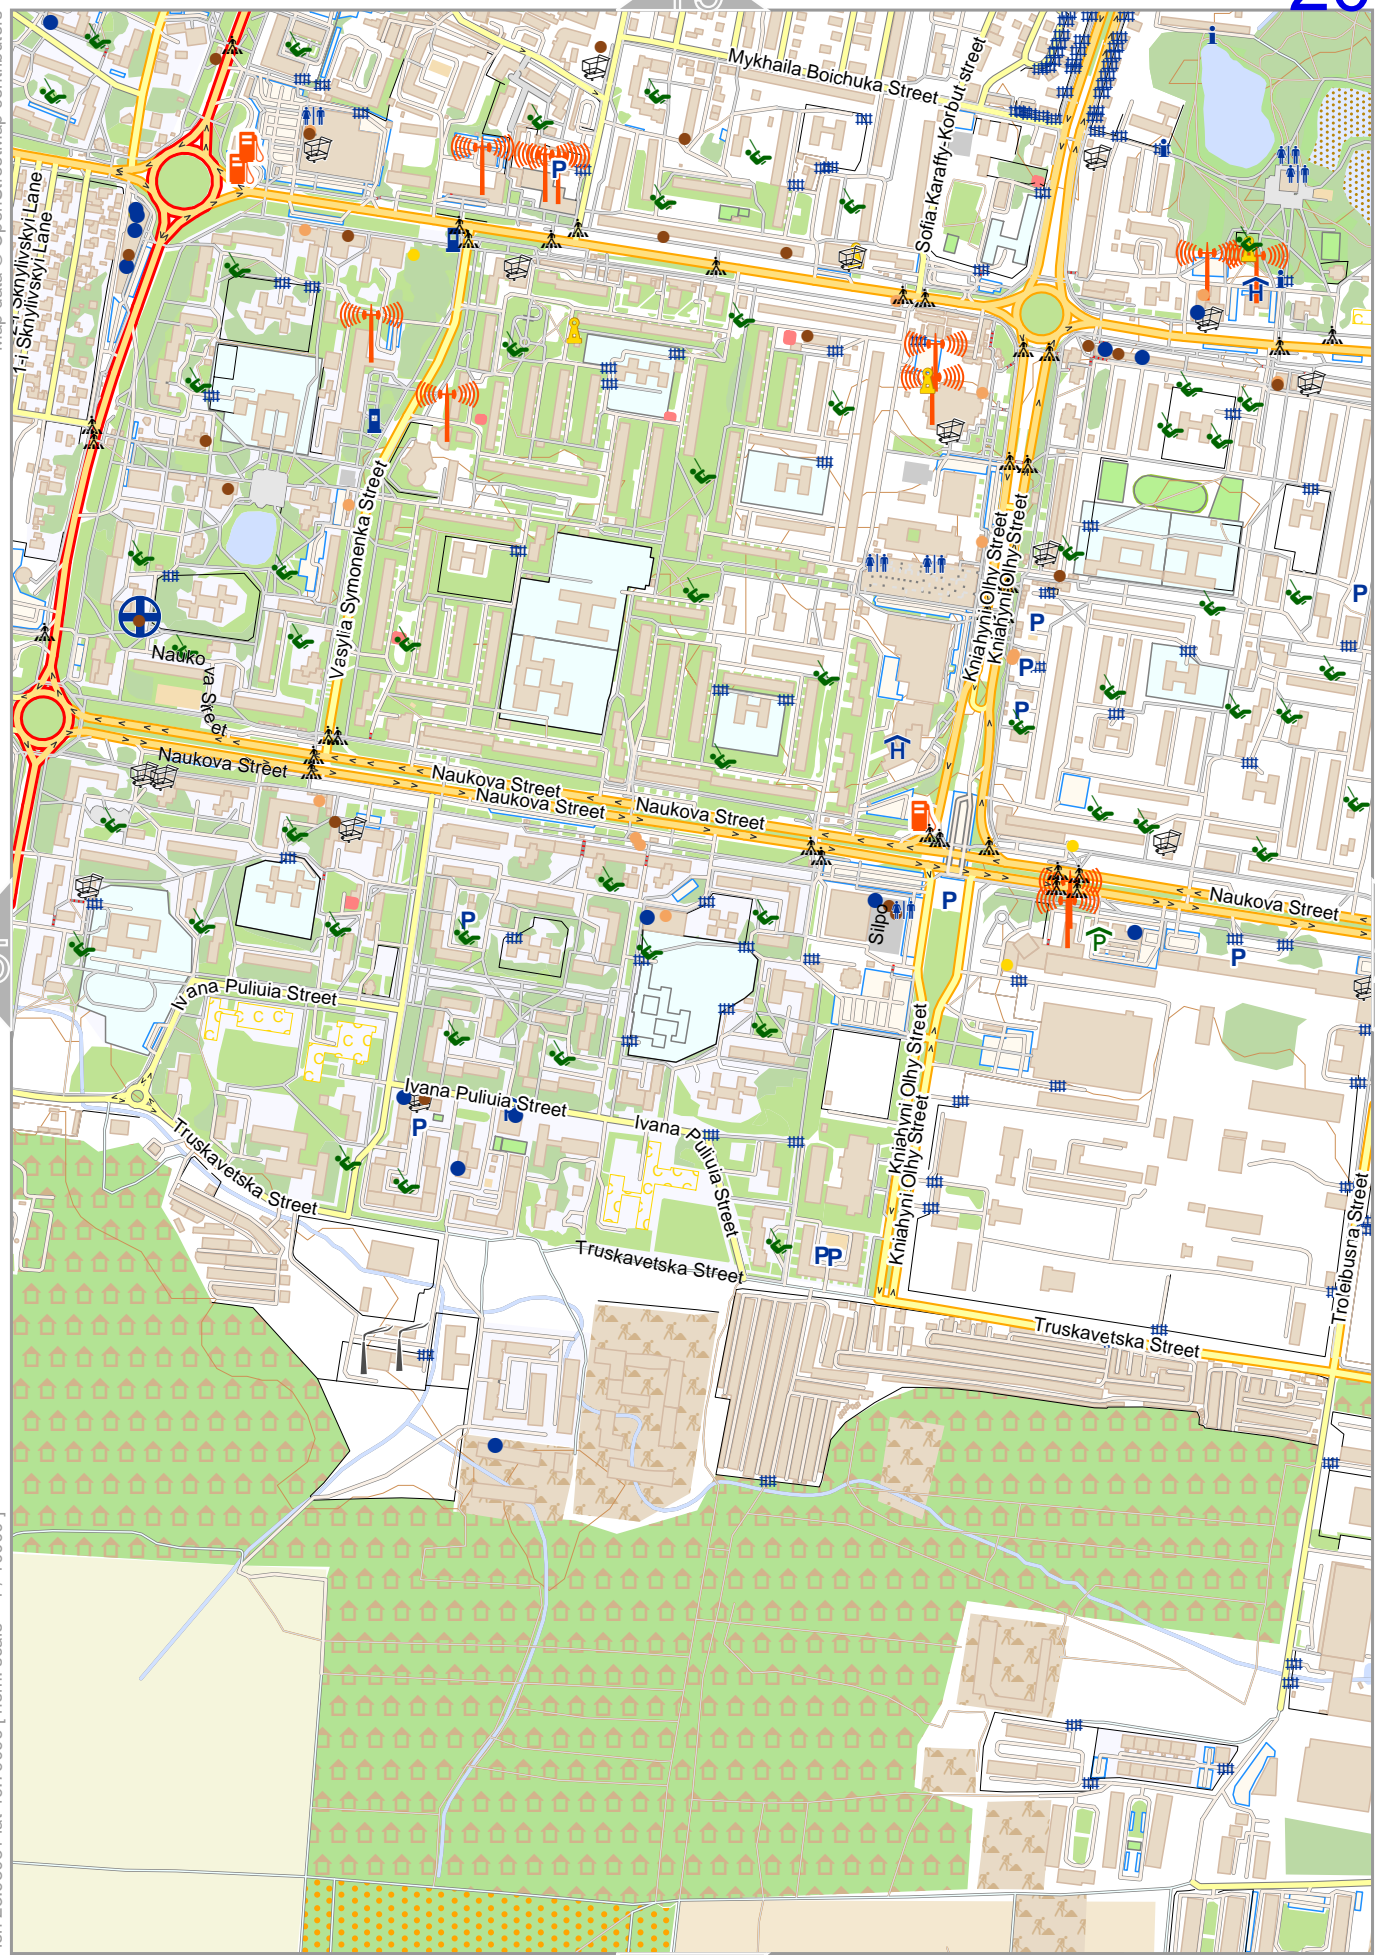 Mykhaila Boichuka Street
Sofia Karaffy-Korbut street
1-i Sknylivskyi Lane
Sknylivskyi Lane
P
H
Vasylia Symonenka Street
Kniahyni Olhy Street
Kniahyni Olhy Street
P
P
P
P
Naukova Street
H
Naukova Street
Naukova Street
Naukova Street
Naukova Street
Naukova Street
Silpo
P
P
P
P
Ivana Puliuia Street
Kniahyni Olhy Street
Kniahyni Olhy Street
Ivana Puliuia Street
P
Ivana Puliuia Street
Truskavetska Street
Truskavetska Street
PP
Troleibusna Street
Truskavetska Street